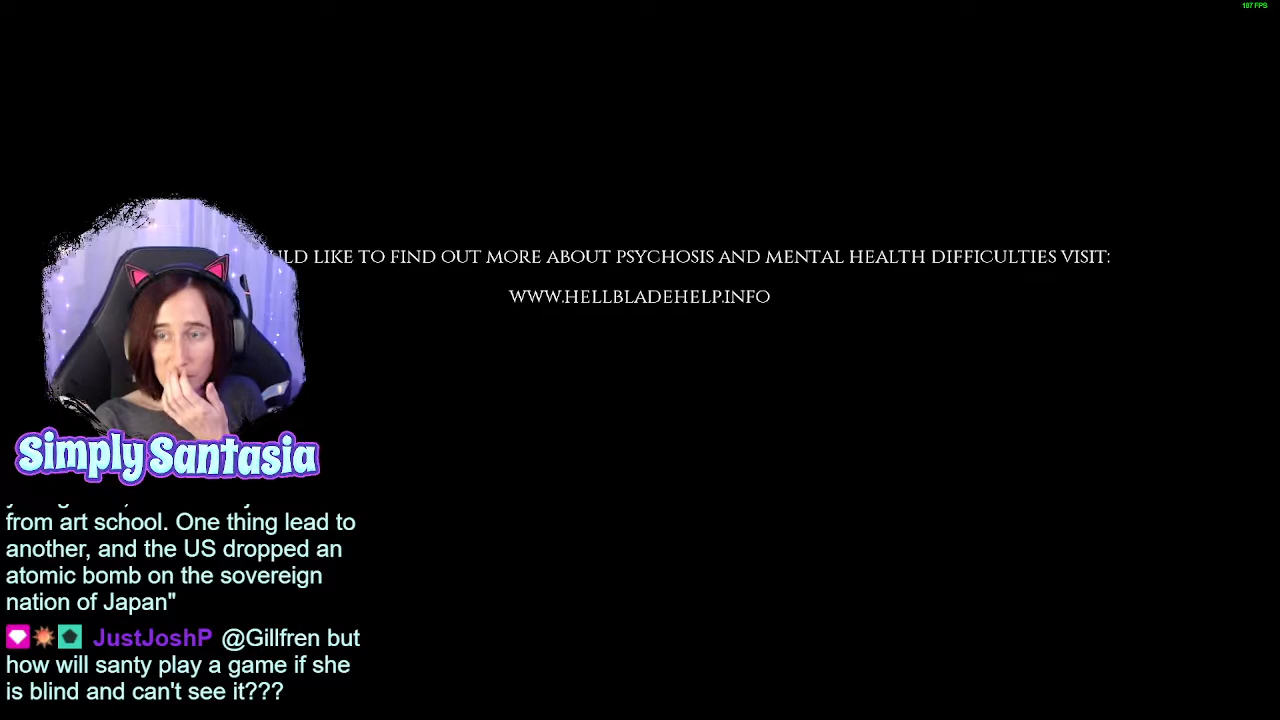 107 FPS
LIKE TO FIND OUT MORE ABOUT PSYCHOSIS AND MENTAL HEALTH DIFFICULTIES VISIT:
WWW.HELLBLADEHELP.INFO
Simply Santasia
from art school. One thing lead to
another, and the US dropped an
atomic bomb on the sovereign
nation of Japan"
JustJoshP @Gillfren but
how will santy play a game if she
is blind and can't see it???